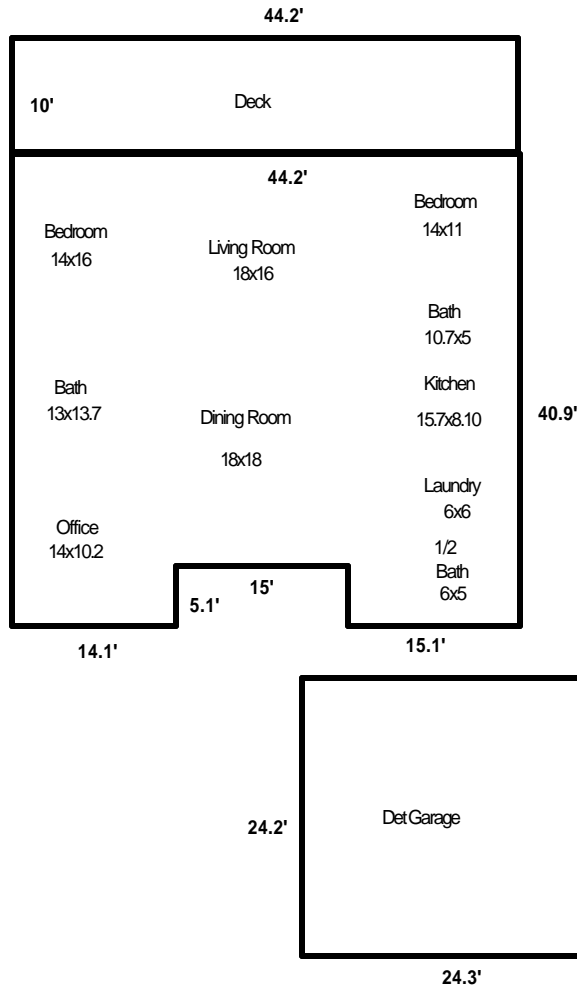 44.2'
10'
Deck
44.2'
Bedroom
14x16
Living Room
18x16
Bedroom
14x11
Bath
10.7x5
Bath
13x13.7
Dining Room
18x18
Kitchen
15.7x8.10
40.9'
Laundry
6x6
Office
14x10.2
1/2
Bath
6x5
15'
5.1'
14.1'
15.1'
24.2'
Det Garage
24.3'